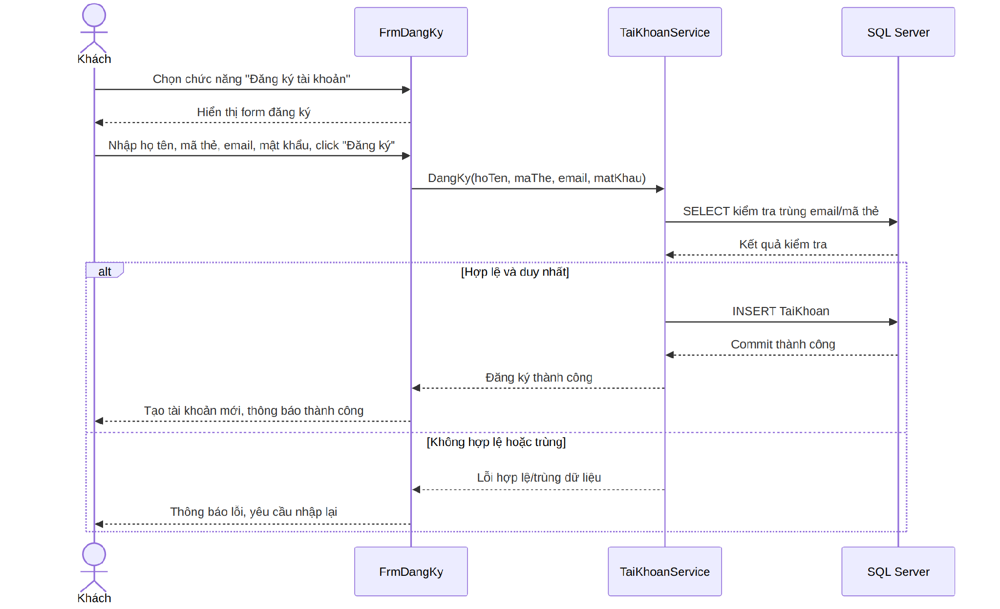 Khách
FrmDangKy
TaiKhoanService
SQL Server
Chọn chức năng "Đăng ký tài khoản"
Hiển thị form đăng ký
Nhập họ tên, mã thẻ, email, mật khẩu, click "Đăng ký"
DangKy(hoTen, maThe, email, matKhau)
SELECT kiểm tra trùng email/mã thẻ
Kết quả kiểm tra
alt
[Hợp lệ và duy nhất]
INSERT TaiKhoan
Commit thành công
Đăng ký thành công
Tạo tài khoản mới, thông báo thành công
[Không hợp lệ hoặc trùng]
Lỗi hợp lệ/trùng dữ liệu
Thông báo lỗi, yêu cầu nhập lại
Khách
FrmDangKy
TaiKhoanService
SQL Server